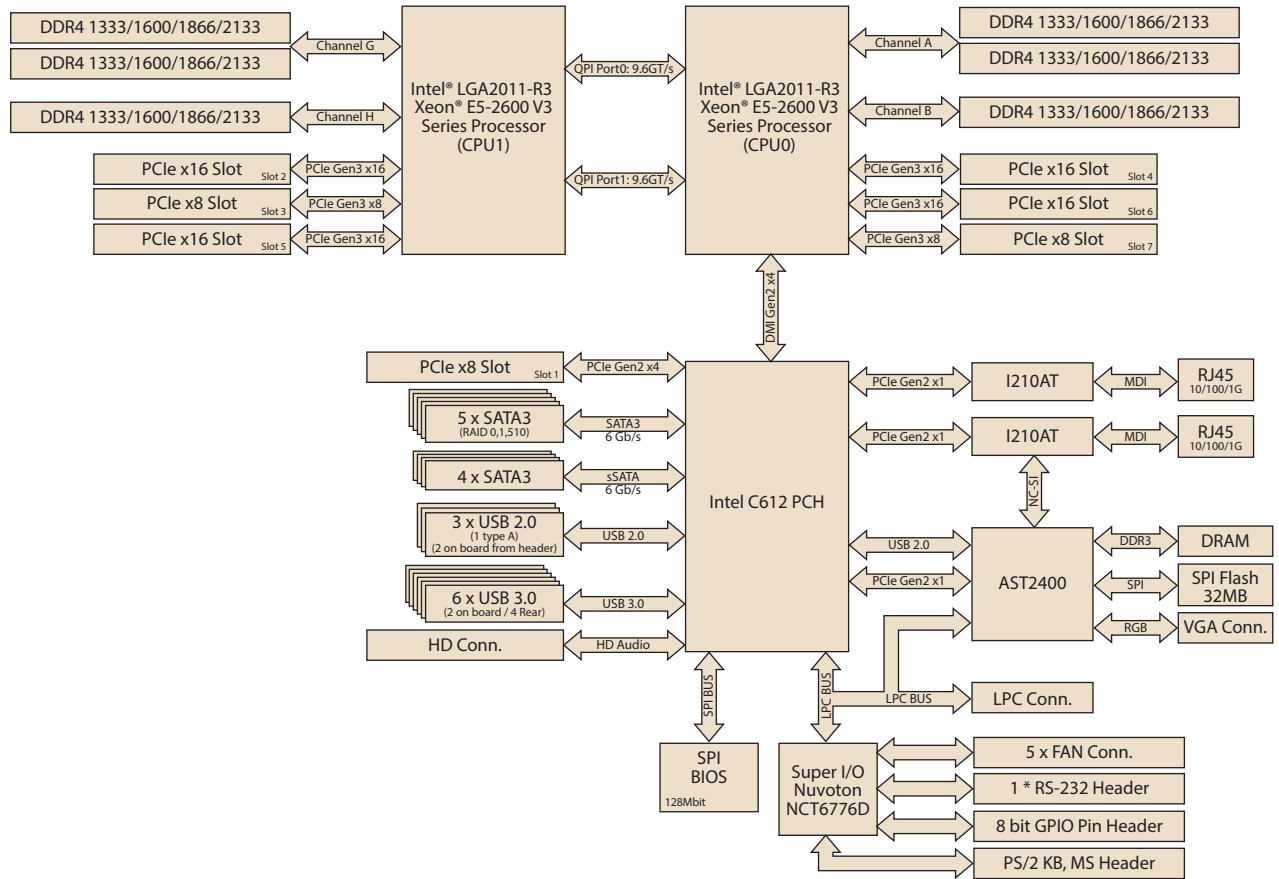 DDR4 1333/1600/1866/2133
DDR4 1333/1600/1866/2133
Channel G
DDR4 1333/1600/1866/2133
Channel H
PCIe x16 Slot
Slot 2
PCIe Gen3 x16
PCIe x8 Slot
Slot 3
PCIe Gen3 x8
PCIe x16 Slot
Slot 5
PCIe Gen3 x16
Intel® LGA2011-R3
Xeon® E5-2600 V3
Series Processor
(CPU1)
QPI Port0: 9.6GT/s
QPI Port1: 9.6GT/s
Intel® LGA2011-R3
Xeon® E5-2600 V3
Series Processor
(CPU0)
Channel A
DDR4 1333/1600/1866/2133
DDR4 1333/1600/1866/2133
Channel B
DDR4 1333/1600/1866/2133
PCIe Gen3 x16
PCIe x16 Slot
Slot 4
PCIe Gen3 x16
PCIe x16 Slot
Slot 6
PCIe Gen3 x8
PCIe x8 Slot
Slot 7
DMI Gen2 x4
PCIe x8 Slot
Slot 1
PCIe Gen2 x4
5 x SATA3
(RAID 0,1,510)
SATA3
6 Gb/s
4 x SATA3
sSATA
6 Gb/s
3 x USB 2.0
(1 type A)
(2 on board from header)
USB 2.0
6 x USB 3.0
(2 on board / 4 Rear)
USB 3.0
HD Conn.
HD Audio
Intel C612 PCH
PCIe Gen2 x1
I210AT
MDI
RJ45
10/100/1G
PCIe Gen2 x1
I210AT
MDI
RJ45
10/100/1G
NC-SI
USB 2.0
PCIe Gen2 x1
AST2400
DDR3
DRAM
SPI
SPI Flash
32MB
RGB
VGA Conn.
SPI BUS
LPC BUS
LPC BUS
LPC Conn.
SPI
BIOS
128Mbit
Super I/O
Nuvoton
NCT6776D
5 x FAN Conn.
1 * RS-232 Header
8 bit GPIO Pin Header
PS/2 KB, MS Header